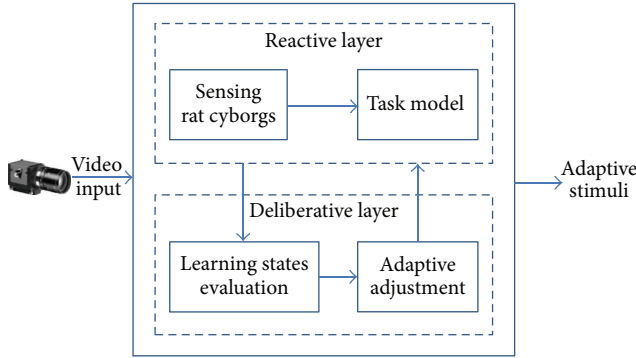 Reactive layer
Sensing
rat cyborgs
Task model
Video
input
Adaptive
stimuli
Deliberative layer
Learning states
evaluation
Adaptive
adjustment